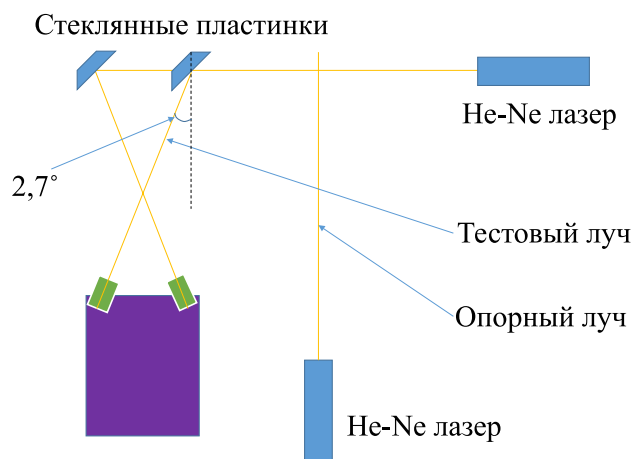 Стеклянные пластинки
He-Ne лазер
2,7˚
Тестовый луч
Опорный луч
He-Ne лазер